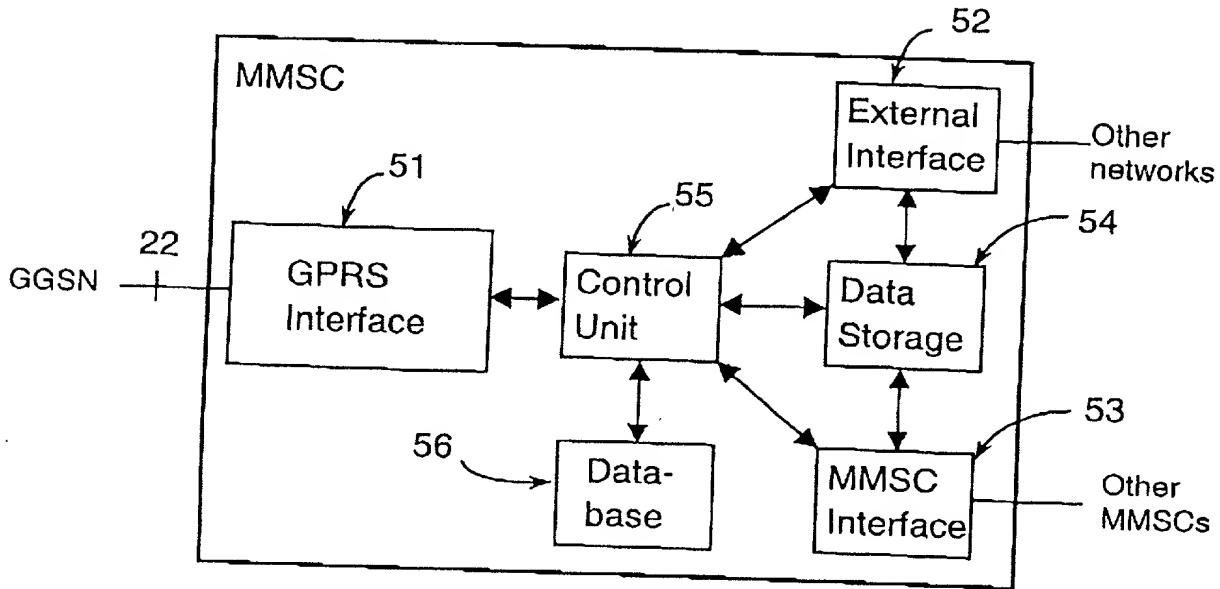 52
MMSC
External
Interface
Other
networks
51
55
54
22
GGSN
GPRS
Interface
Control
Unit
Data
Storage
53
56
Data-
base
MMSC
Interface
Other
MMSCs